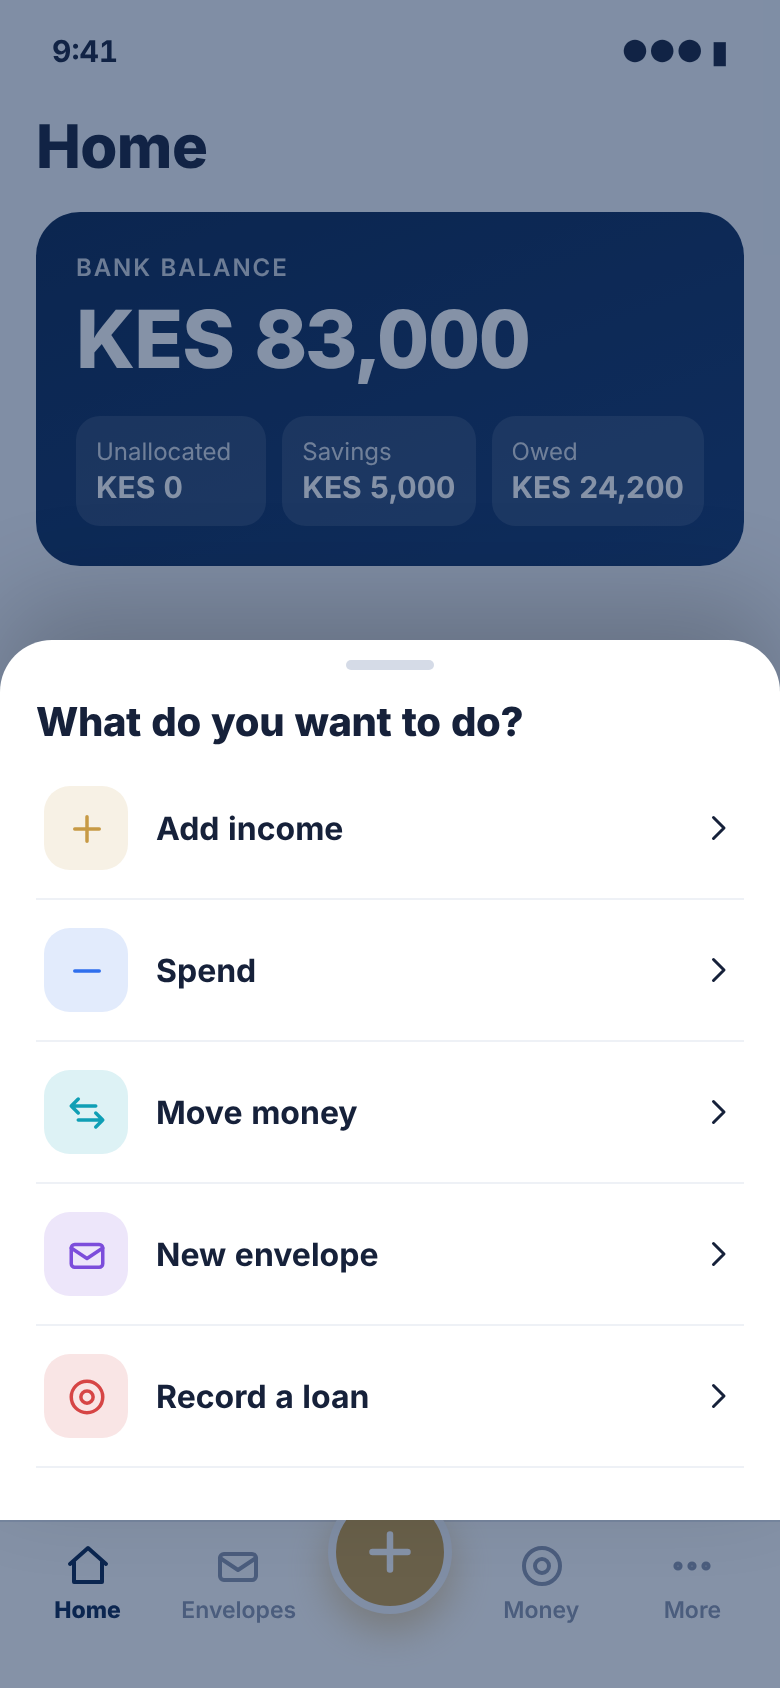 9:41
Home
BANK BALANCE
KES 83,000
Unallocated Savings Owed
KES 0 KES 5,000 KES 24,200
What do you want to do?
Add income
Spend
Move money
New envelope
Record a loan
Home Envelopes Money More